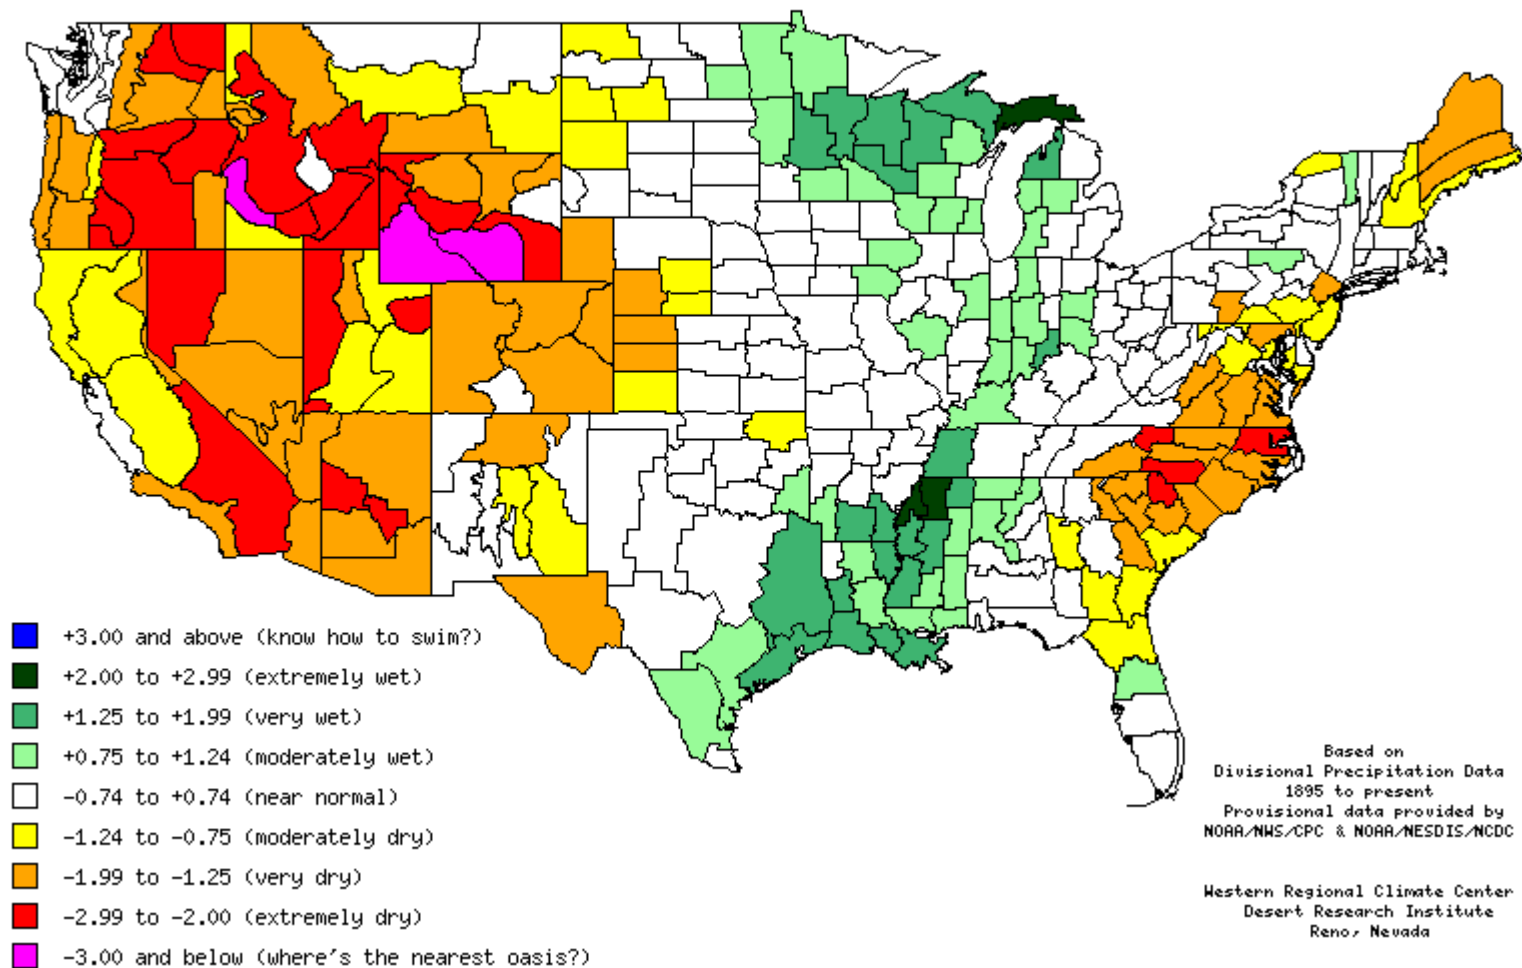 +3.00 and above (know how to swim?)
+2.00 to +2.99 (extremely wet)
+1.25 to +1.99 (very wet)
+0.75 to +1.24 (moderately wet)
-0.74 to +0.74 (near normal)
-1.24 to -0.75 (moderately dry)
-1.99 to -1.25 (very dry)
-2.99 to -2.00 (extremely dry)
-3.00 and below (where's the nearest oasis?)
Based on
Divisional Precipitation Data
1895 to present
Provisional data provided by
NOAA/NWS/CPC & NOAA/NESDIS/NCDC
Western Regional Climate Center
Desert Research Institute
Reno, Nevada